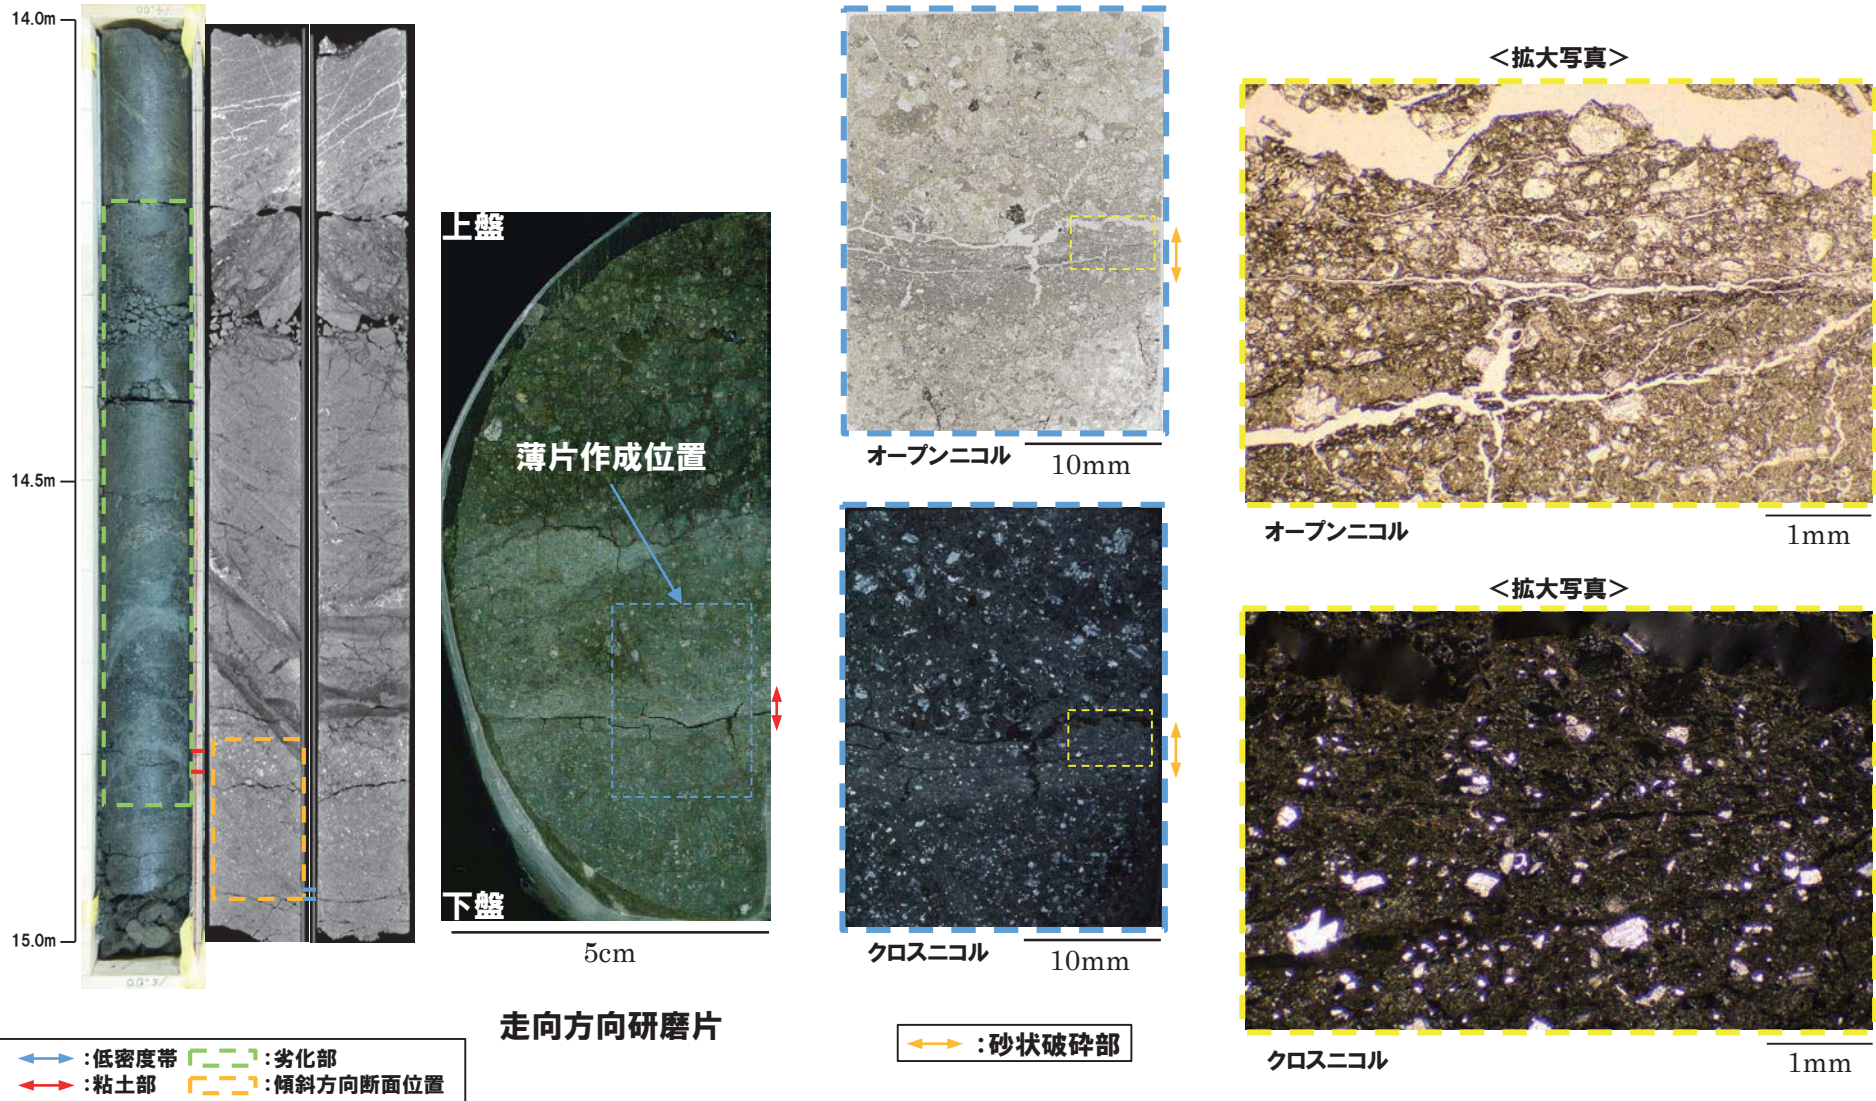 14.0m
14.5m
15.0m
上盤
薄片作成位置
下盤
5cm
走向方向研磨片
オープンニコル
10mm
クロスニコル
10mm
＜拡大写真＞
オープンニコル
1mm
＜拡大写真＞
クロスニコル
1mm
：低密度帯
：劣化部
：粘土部
：傾斜方向断面位置
：砂状破砕部